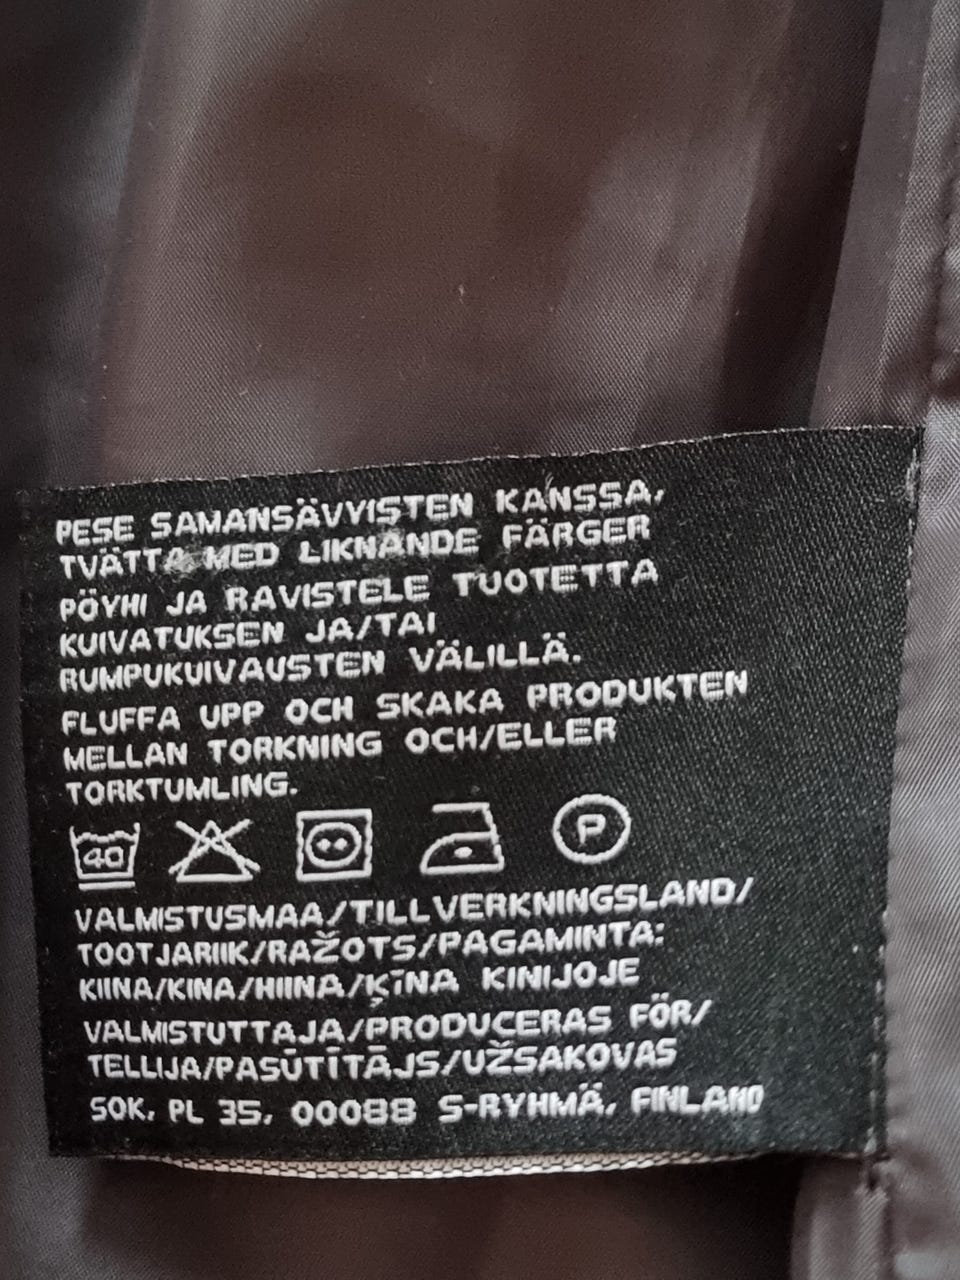 PESE SAMANSÄVYISTEN KANSSA,
TVÄTTA MED LIKNANDE FÄRGER
PÖYHI JA RAVISTELE TUOTETTA
KUIVATUKSEN JA/TAI
RUMPUKUIVAUSTEN VÄLILLÄ.
FLUFFA UPP OCH SKAKA PRODUKTEN
MELLAN TORKNING OCH/ELLER
TORKTUMLING.
40 P
VALMISTUSMAA/TILLVERKNINGSLAND/
TOOTJARIIK/RAŽOTS/PAGAMINTA:
KIINA/KINA/HIINA/ĶĪNA KINIJOJE
VALMISTUTTAJA/PRODUCERAS FÖR/
TELLIJA/PASŪTĪTĀJS/UŽSAKOVAS
SOK, PL 35, 00088 S-RYHMÄ, FINLAND